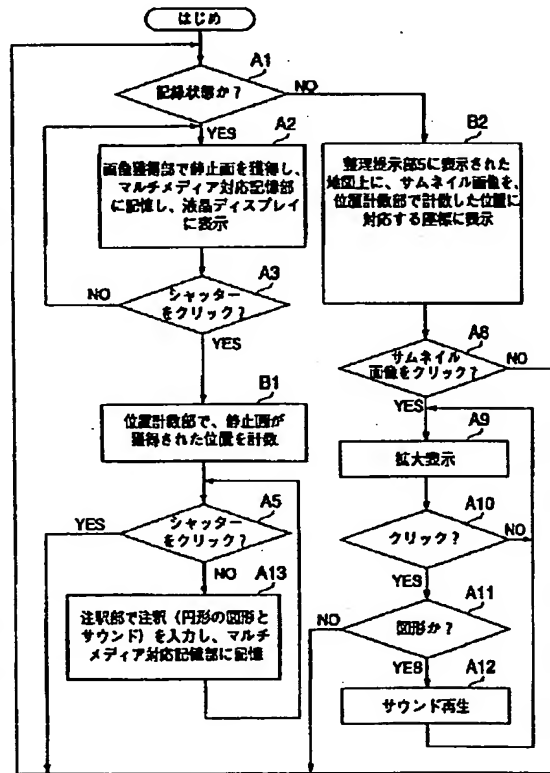 はじめ
A1
記録状態か?
NO
YES
A2
画像獲得部で静止画を獲得し、
マルチメディア対応記憶部
に記憶し、液晶ディスプレイ
に表示
A3
NO
シャッター
をクリック?
YES
B1
位置計数部で、静止画が
獲得された位置を計数
A5
YES
シャッター
をクリック?
NO
A13
注釈部で注釈(円形の図形と
サウンド)を入力し、マルチ
メディア対応記憶部に記憶
B2
整理提示部5に表示された
地図上に、サムネイル画像を、
位置計数部で計数した位置に
対応する座標に表示
A8
サムネイル
画像をクリック?
NO
YES
A9
拡大表示
A10
クリック?
NO
YES
A11
NO
図形か?
YES
A12
サウンド再生